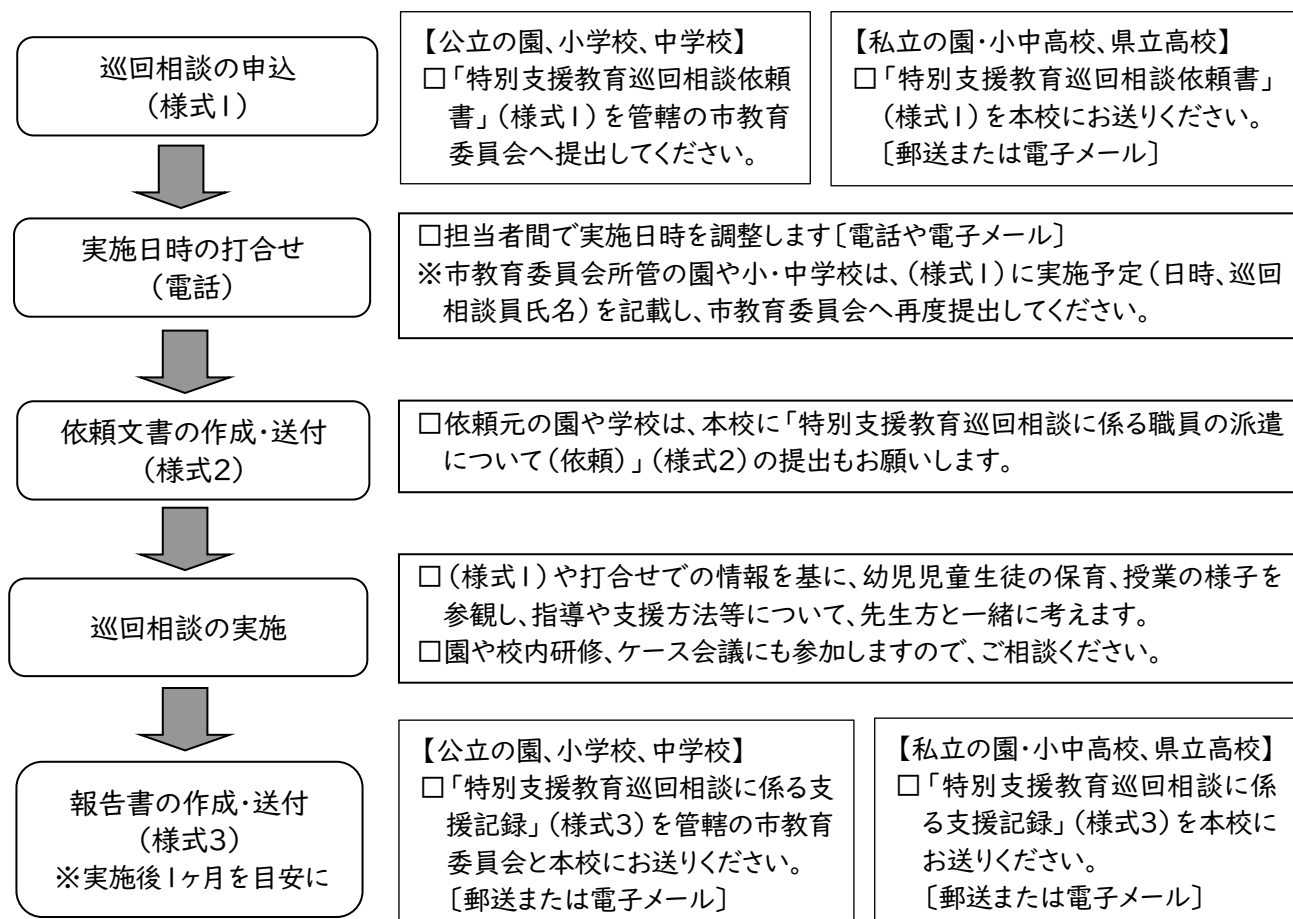 巡回相談の申込
(様式1)
【公立の園、小学校、中学校】
□「特別支援教育巡回相談依頼
書」(様式1)を管轄の市教育
委員会へ提出してください。
【私立の園・小中高校、県立高校】
□「特別支援教育巡回相談依頼書」
(様式1)を本校にお送りください。
〔郵送または電子メール〕
実施日時の打合せ
(電話)
□担当者間で実施日時を調整します〔電話や電子メール〕
※市教育委員会所管の園や小・中学校は、(様式1)に実施予定(日時、巡回
相談員氏名)を記載し、市教育委員会へ再度提出してください。
依頼文書の作成・送付
(様式2)
□依頼元の園や学校は、本校に「特別支援教育巡回相談に係る職員の派遣
について(依頼)」(様式2)の提出もお願いします。
巡回相談の実施
□(様式1)や打合せでの情報を基に、幼児児童生徒の保育、授業の様子を
参観し、指導や支援方法等について、先生方と一緒に考えます。
□園や校内研修、ケース会議にも参加しますので、ご相談ください。
報告書の作成・送付
(様式3)
※実施後1ヶ月を目安に
【公立の園、小学校、中学校】
□「特別支援教育巡回相談に係る支
援記録」(様式3)を管轄の市教育
委員会と本校にお送りください。
〔郵送または電子メール〕
【私立の園・小中高校、県立高校】
□「特別支援教育巡回相談に係
る支援記録」(様式3)を本校に
お送りください。
〔郵送または電子メール〕